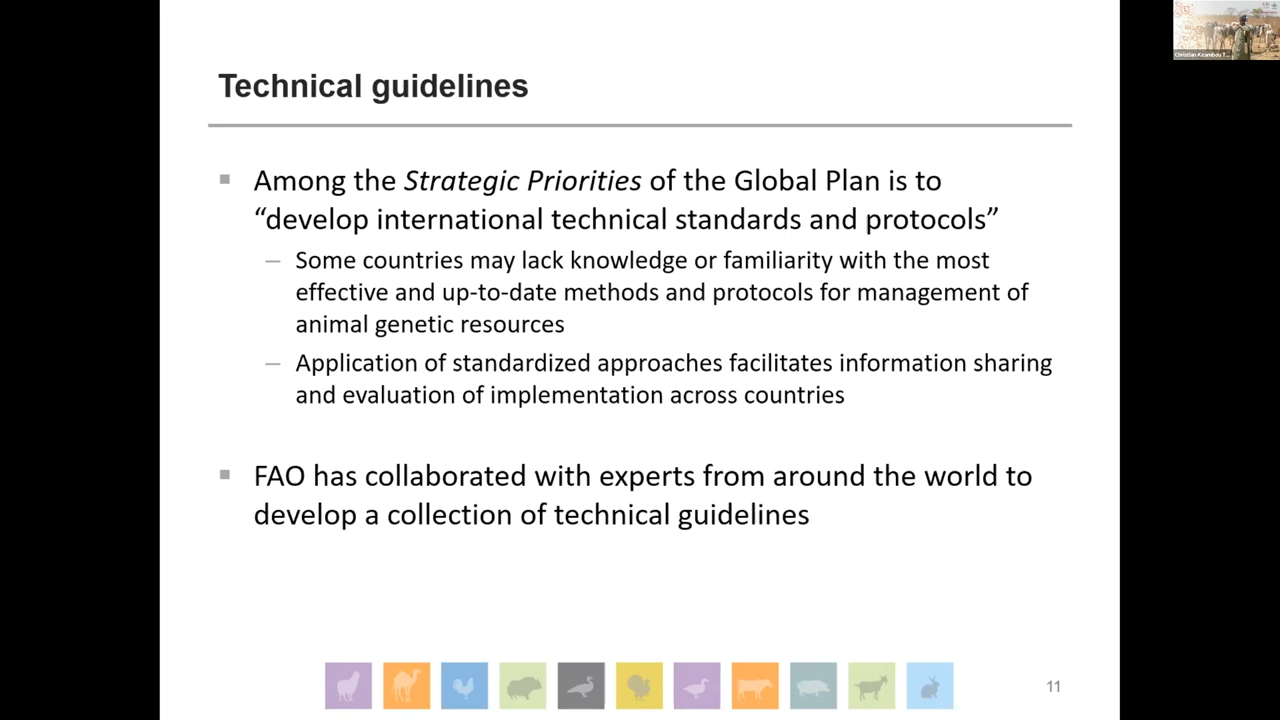 Technical guidelines
Among the Strategic Priorities of the Global Plan is to
“develop international technical standards and protocols”
– Some countries may lack knowledge or familiarity with the most
effective and up-to-date methods and protocols for management of
animal genetic resources
– Application of standardized approaches facilitates information sharing
and evaluation of implementation across countries
FAO has collaborated with experts from around the world to
develop a collection of technical guidelines
11
Christian Keambou T...